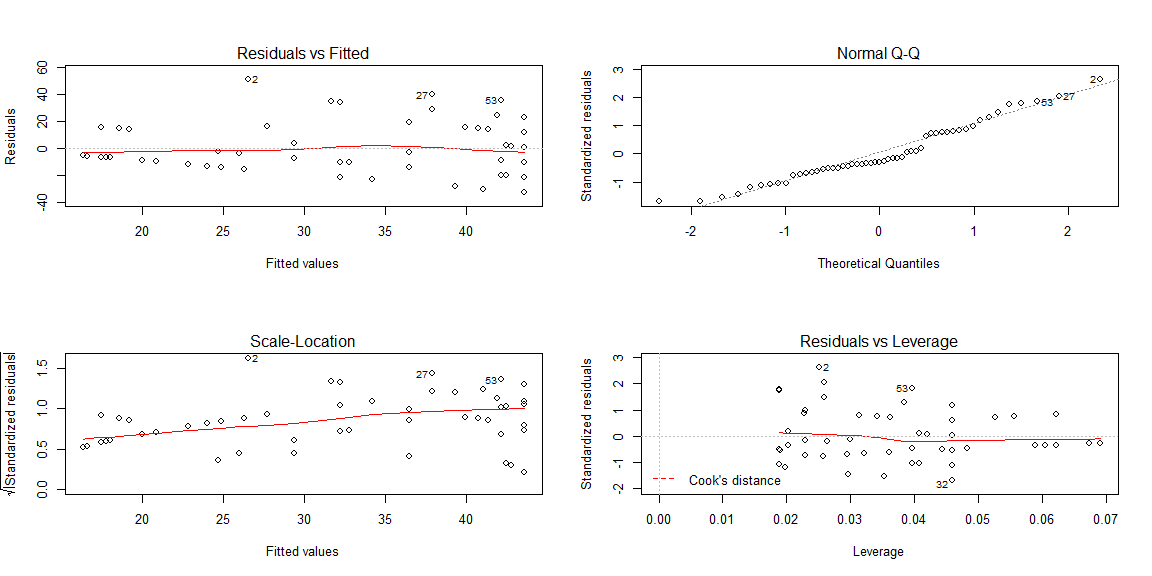 Residuals vs Fitted
Residuals
60
40
20
0
-40
2
27
53
20 25 30 35 40
Fitted values
Normal Q-Q
Standardized residuals
3
2
1
0
-1
2
27
53
-2 -1 0 1 2
Theoretical Quantiles
Scale-Location
√|Standardized residuals|
1.5
1.0
0.5
0.0
2
27
53
20 25 30 35 40
Fitted values
Residuals vs Leverage
Standardized residuals
3
2
1
0
-1
-2
2
53
32
Cook's distance
0.00 0.01 0.02 0.03 0.04 0.05 0.06 0.07
Leverage